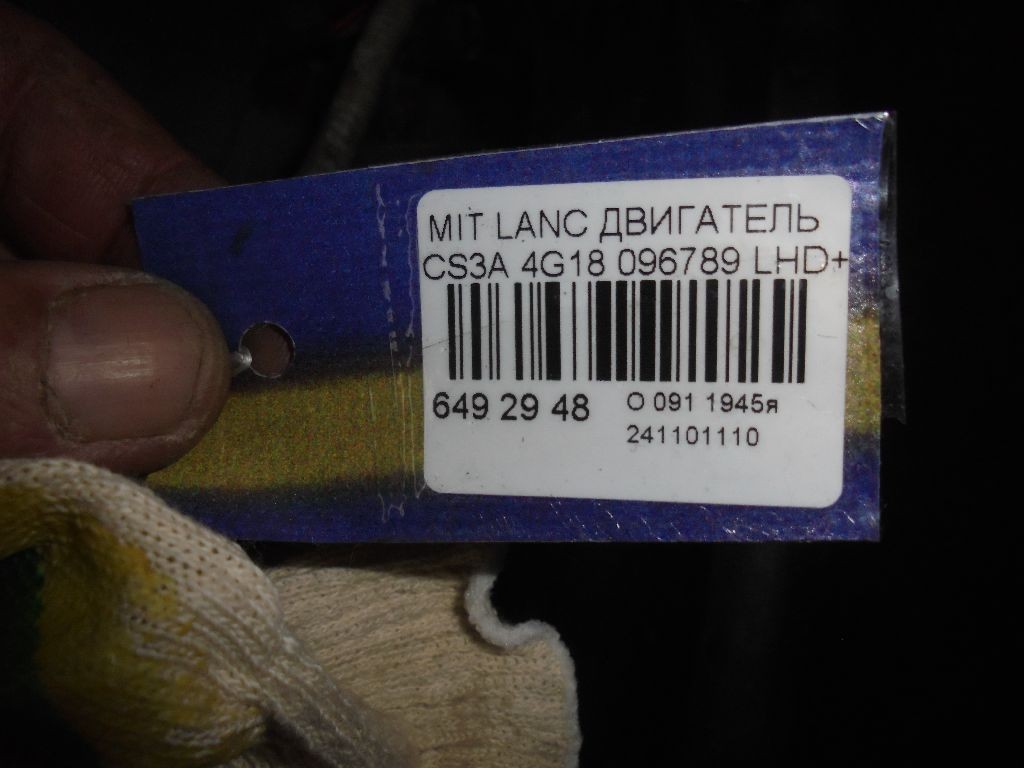 MIT LANC ДВИГАТЕЛЬ
CS3A 4G18 096789 LHD+
649 29 48 О 091 1945я
241101110